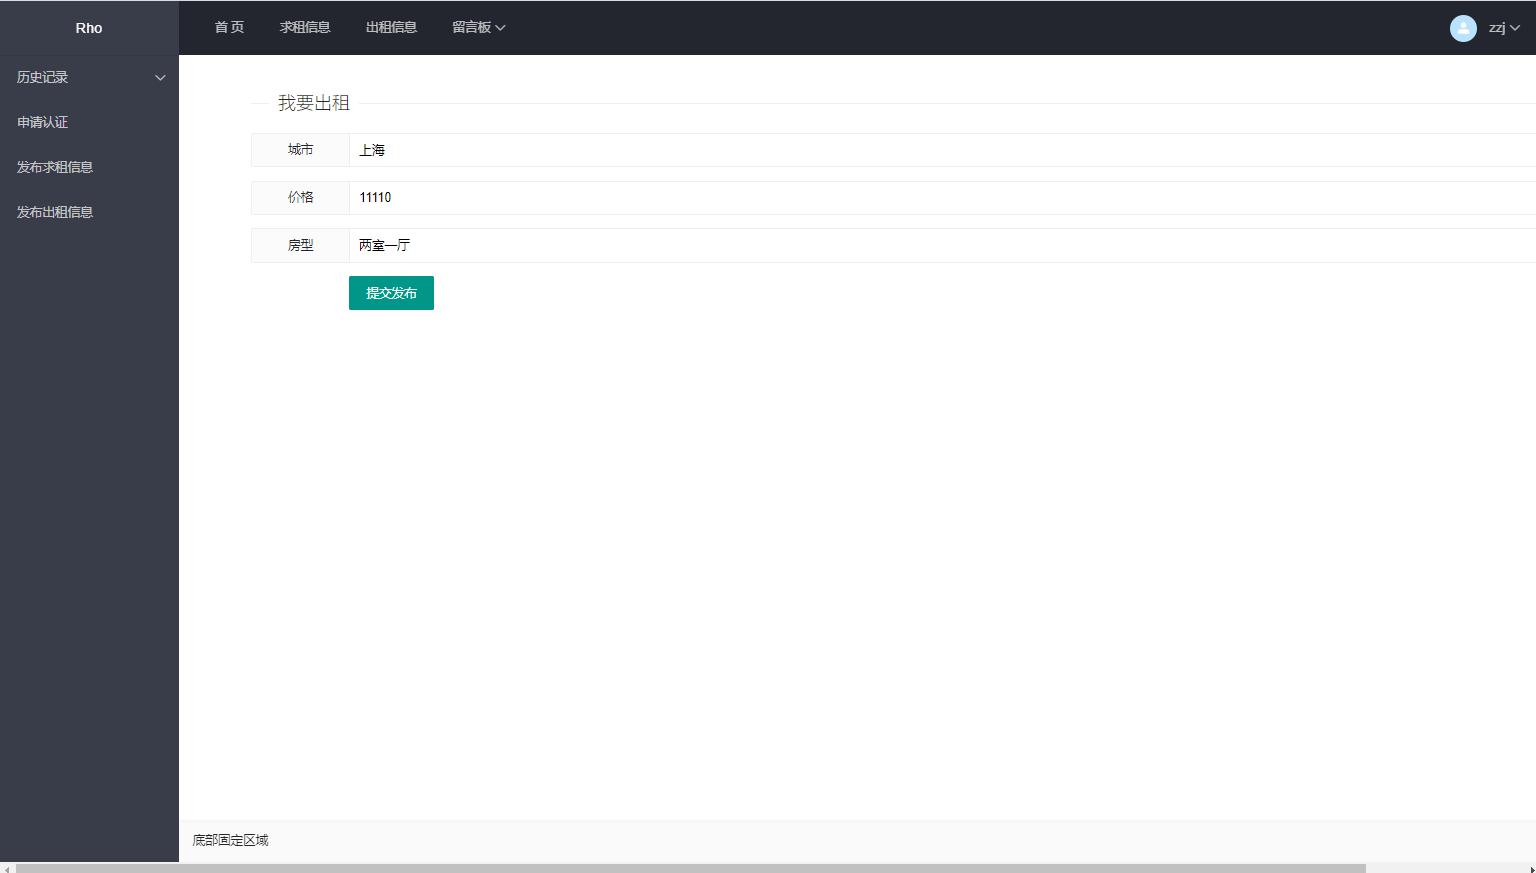 Rho
首 页
求租信息
出租信息
留言板
zzj
历史记录
申请认证
发布求租信息
发布出租信息
我要出租
城市
上海
价格
11110
房型
两室一厅
提交发布
底部固定区域